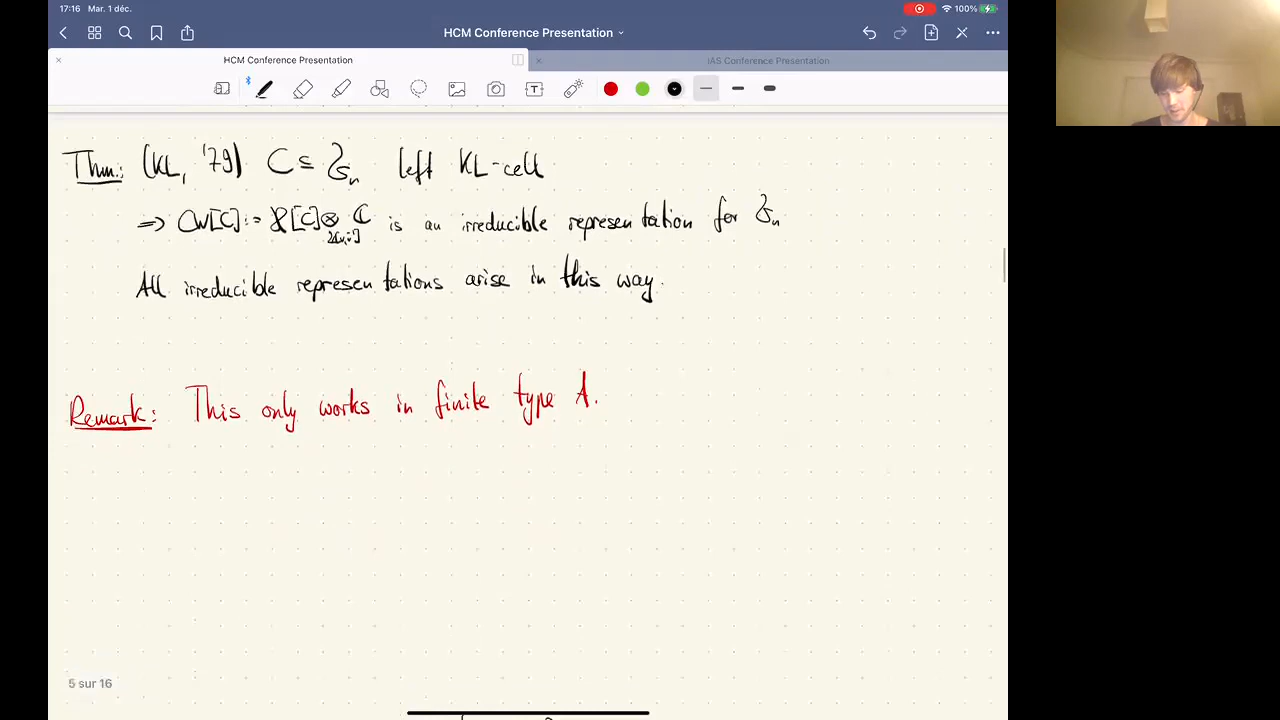 17:16 Mar. 1 déc.
100%
HCM Conference Presentation
HCM Conference Presentation
IAS Conference Presentation
Thm.: (KL, '79) C ⊆ 𝔖n left KL-cell
⇒ [C] := [C] ⊗ ℂ is an irreducible representation for 𝔖n
All irreducible representations arise in this way.
Remark: This only works in finite type A.
5 sur 16